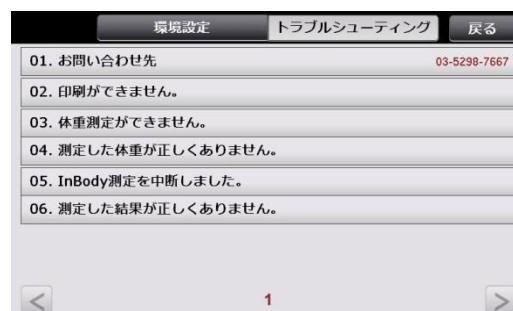 環境設定 トラブルシューティング 戻る
01. お問い合わせ先 03-5298-7667
02. 印刷ができません。
03. 体重測定ができません。
04. 測定した体重が正しくありません。
05. InBody測定を中断しました。
06. 測定した結果が正しくありません。
< 1 >